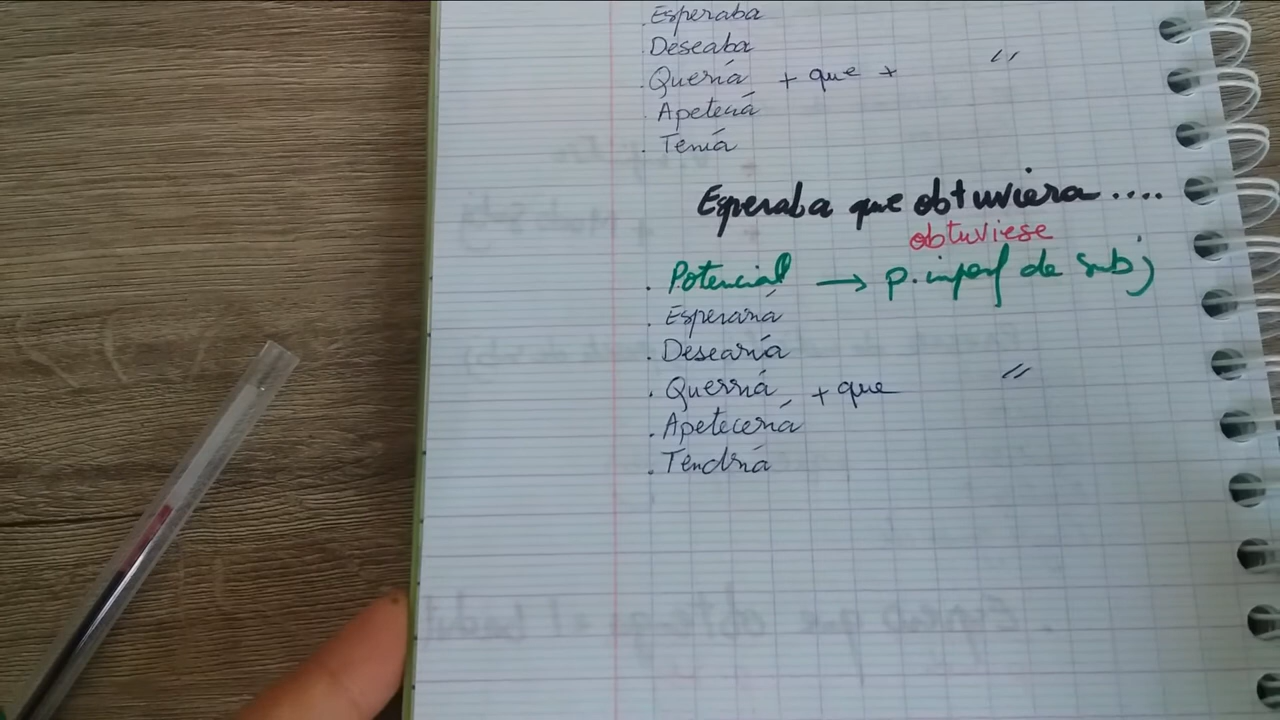 . Esperaba
. Deseaba
. Quería + que + "
. Apetecía
. Tenía
Esperaba que obtuviera....
obtuviese
. Potencial → p. imperf de subj
. Esperaría
. Desearía
. Querría + que "
. Apetecería
. Tendría